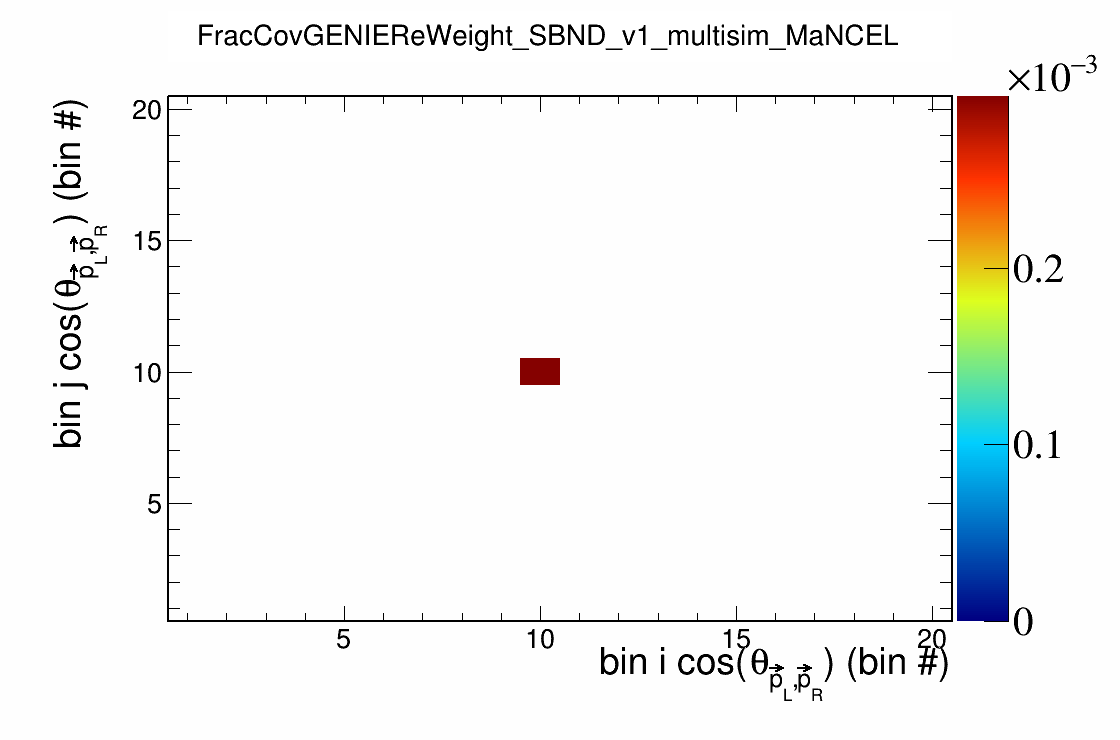 FracCovGENIEReWeight_SBND_v1_multisim_MaNCEL
×10⁻³
20
15
10
5
bin j cos(θ_{p⃗_L,p⃗_R}) (bin #)
0.2
0.1
0
5 10 15 20
bin i cos(θ_{p⃗_L,p⃗_R}) (bin #)